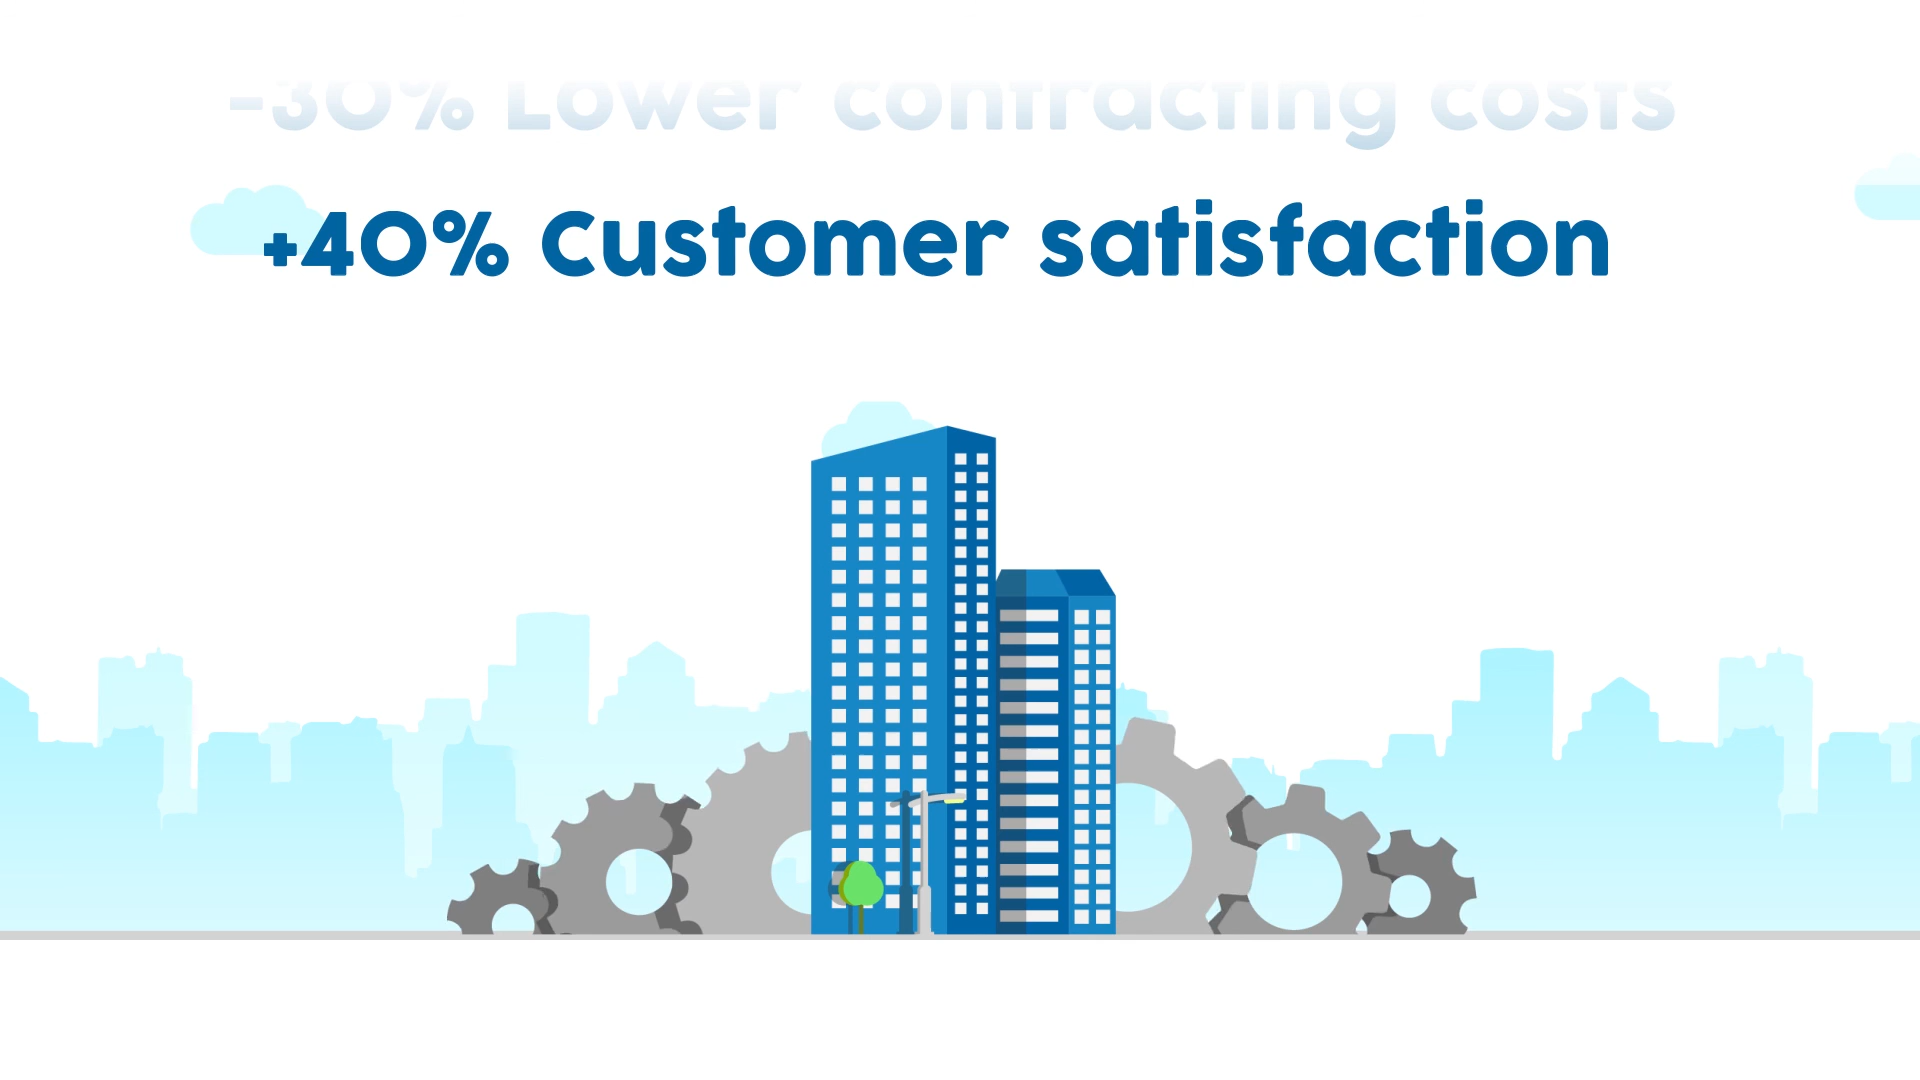 -30% Lower contracting costs
+40% Customer satisfaction